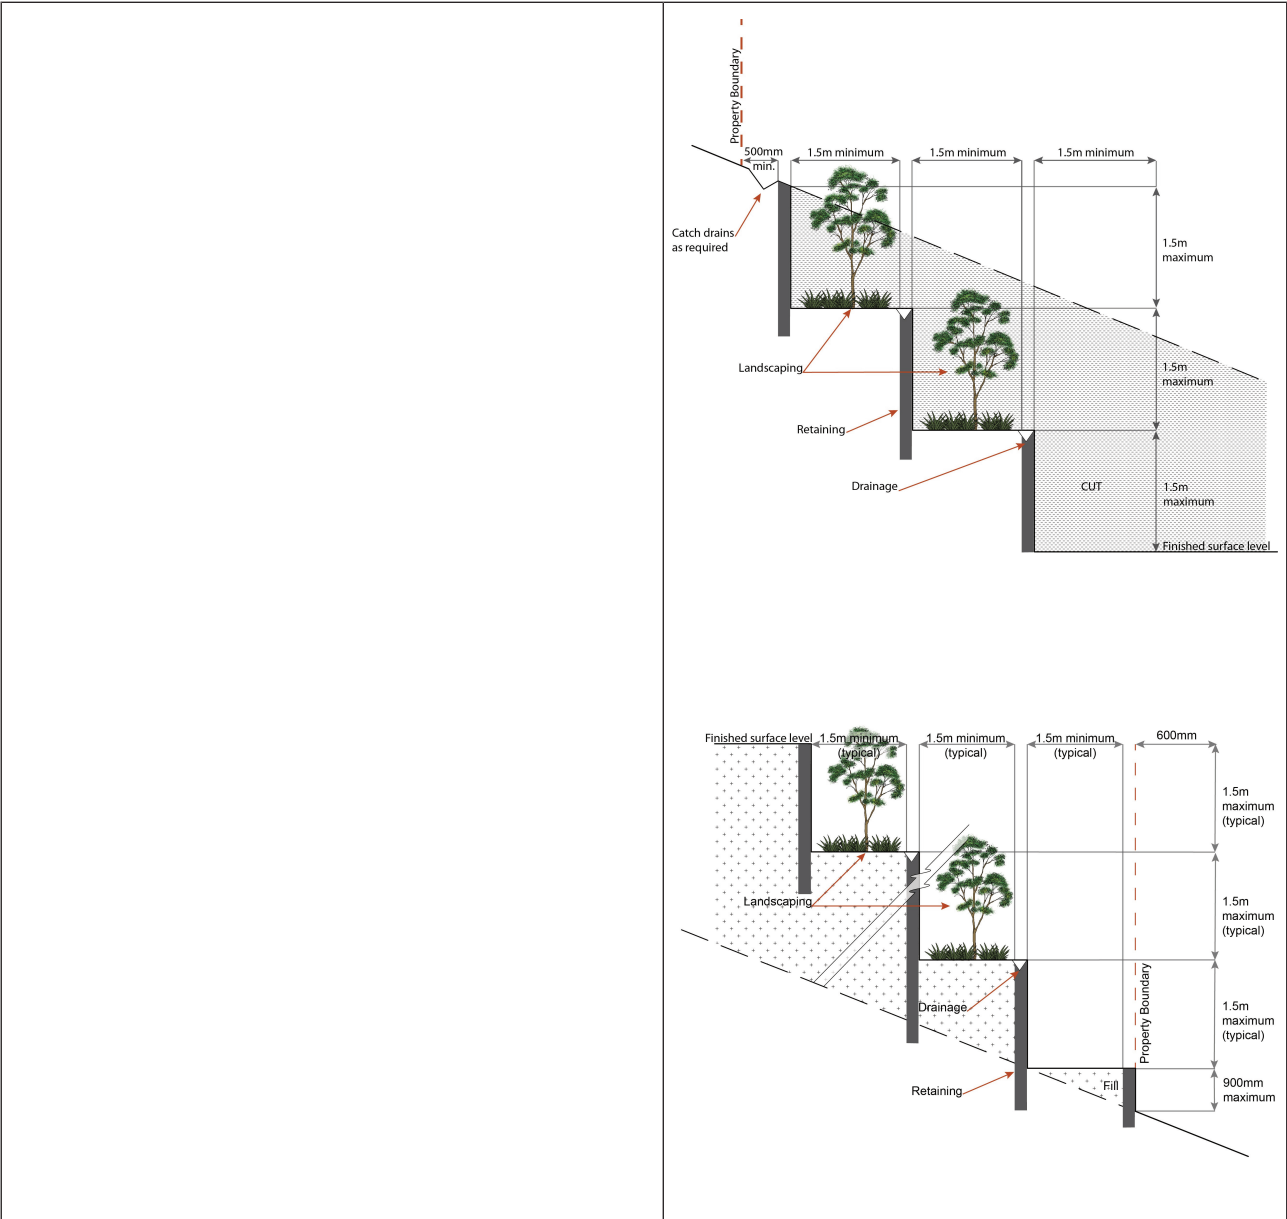 Property Boundary
500mm
min.
1.5m minimum
1.5m minimum
1.5m minimum
Catch drains
as required
1.5m
maximum
Landscaping
1.5m
maximum
Retaining
Drainage
CUT
1.5m
maximum
Finished surface level
Finished surface level
1.5m minimum
(typical)
1.5m minimum
(typical)
1.5m minimum
(typical)
600mm
1.5m
maximum
(typical)
Landscaping
1.5m
maximum
(typical)
Drainage
Property Boundary
1.5m
maximum
(typical)
Retaining
Fill
900mm
maximum